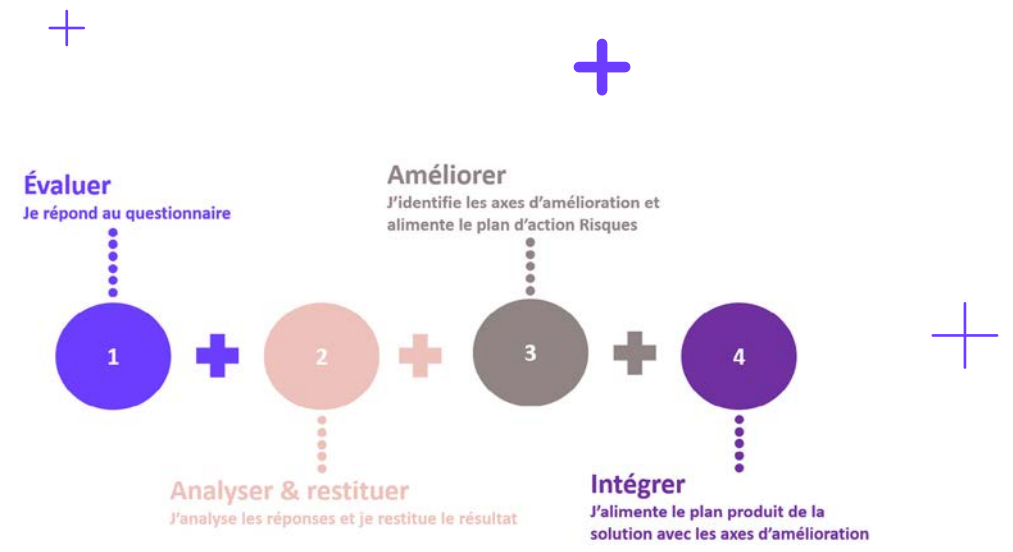 Évaluer
Je répond au questionnaire
Améliorer
J'identifie les axes d'amélioration et
alimente le plan d'action Risques
1
2
3
4
Analyser & restituer
J'analyse les réponses et je restitue le résultat
Intégrer
J'alimente le plan produit de la
solution avec les axes d'amélioration